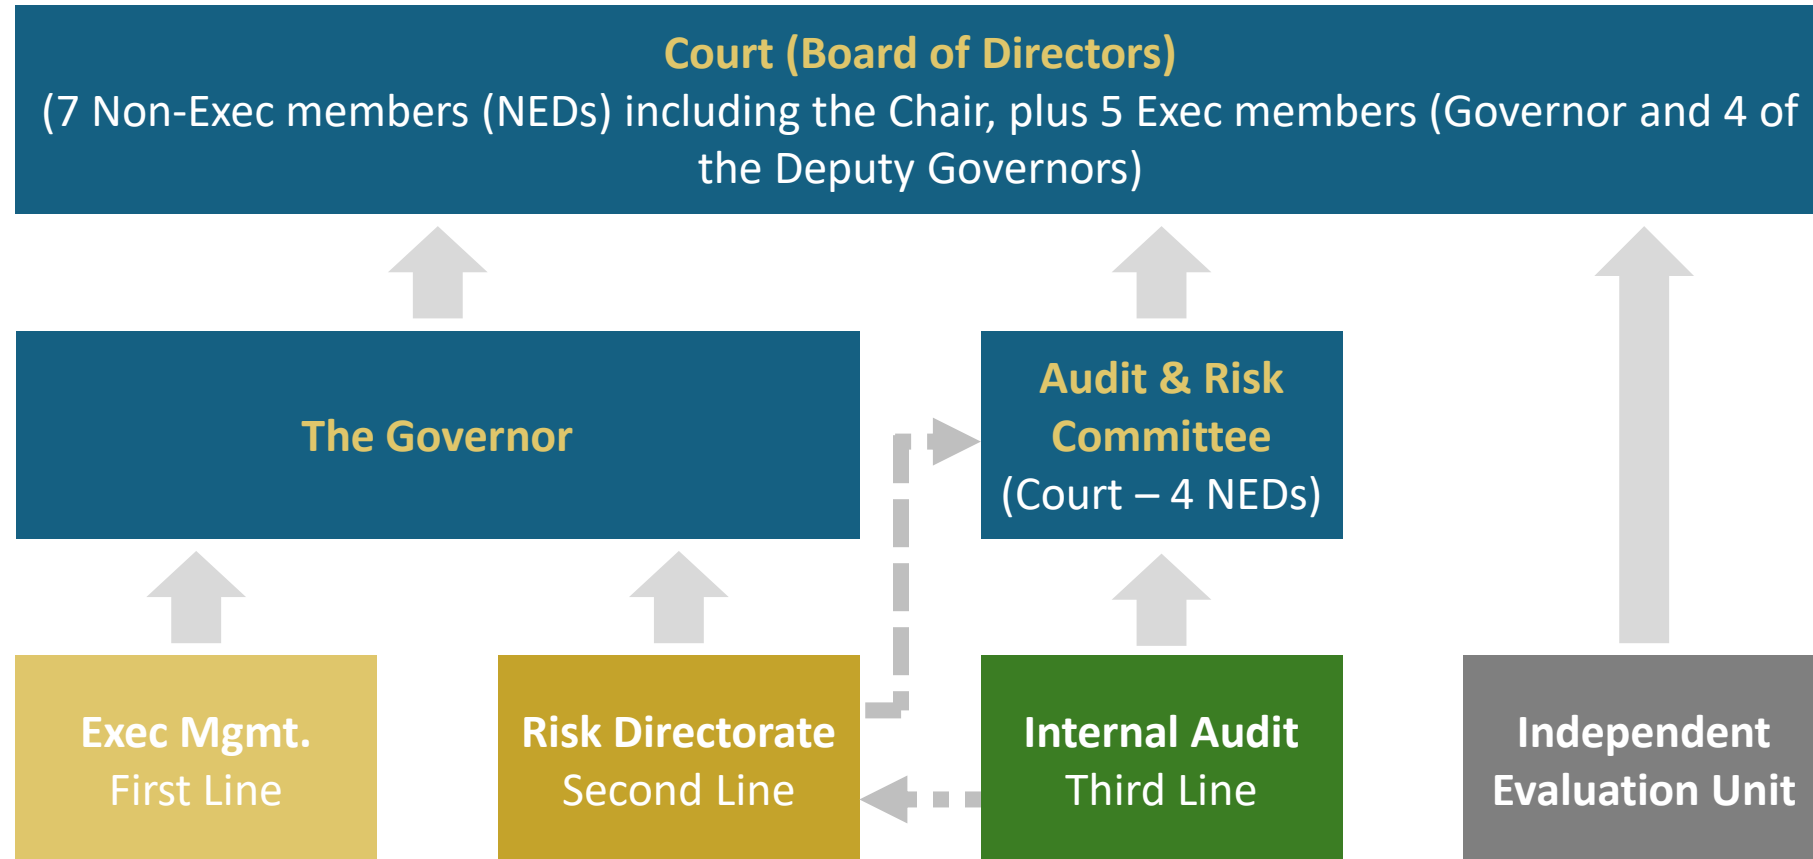 Court (Board of Directors)
(7 Non-Exec members (NEDs) including the Chair, plus 5 Exec members (Governor and 4 of
the Deputy Governors)
The Governor
Audit & Risk
Committee
(Court – 4 NEDs)
Exec Mgmt.
First Line
Risk Directorate
Second Line
Internal Audit
Third Line
Independent
Evaluation Unit